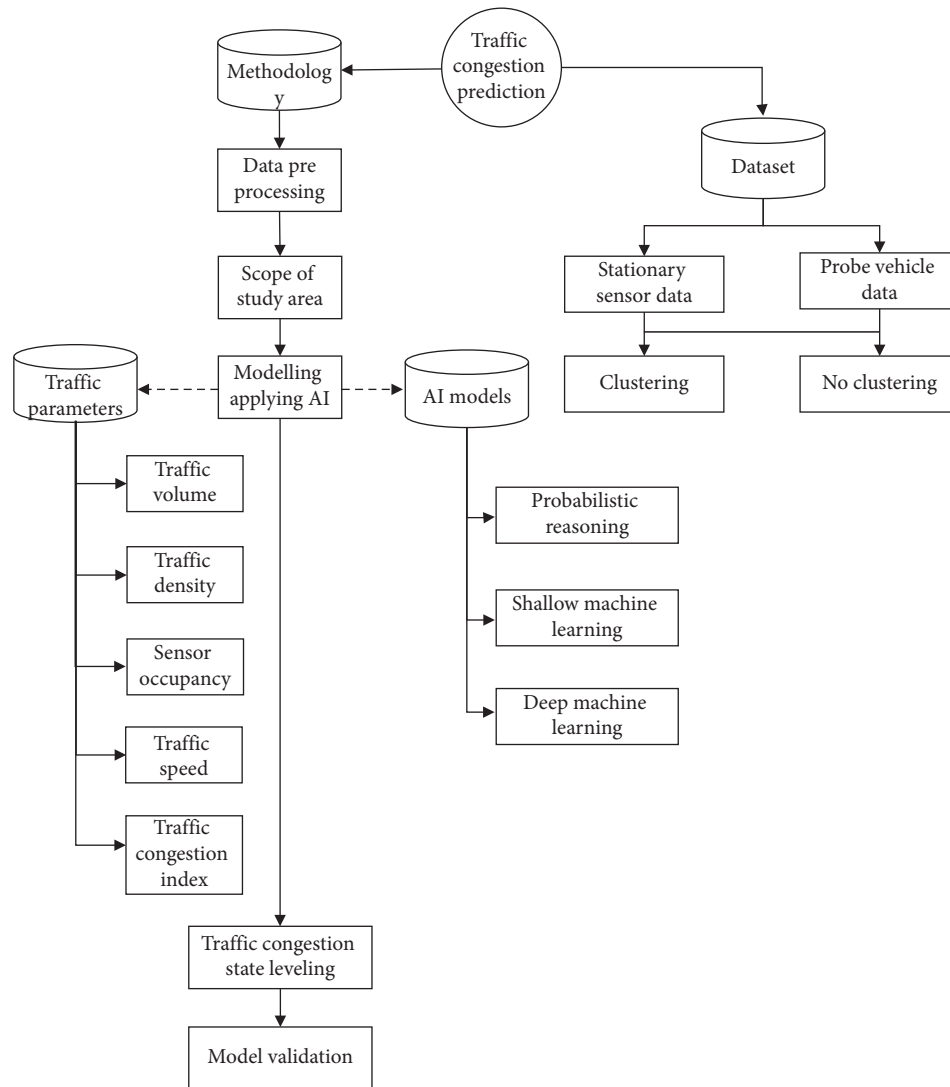 Traffic
congestion
prediction
Methodolog
y
Data pre
processing
Scope of
study area
Modelling
applying AI
Traffic
parameters
Traffic
volume
Traffic
density
Sensor
occupancy
Traffic
speed
Traffic
congestion
index
AI models
Probabilistic
reasoning
Shallow machine
learning
Deep machine
learning
Traffic congestion
state leveling
Model validation
Dataset
Stationary
sensor data
Probe vehicle
data
Clustering
No clustering